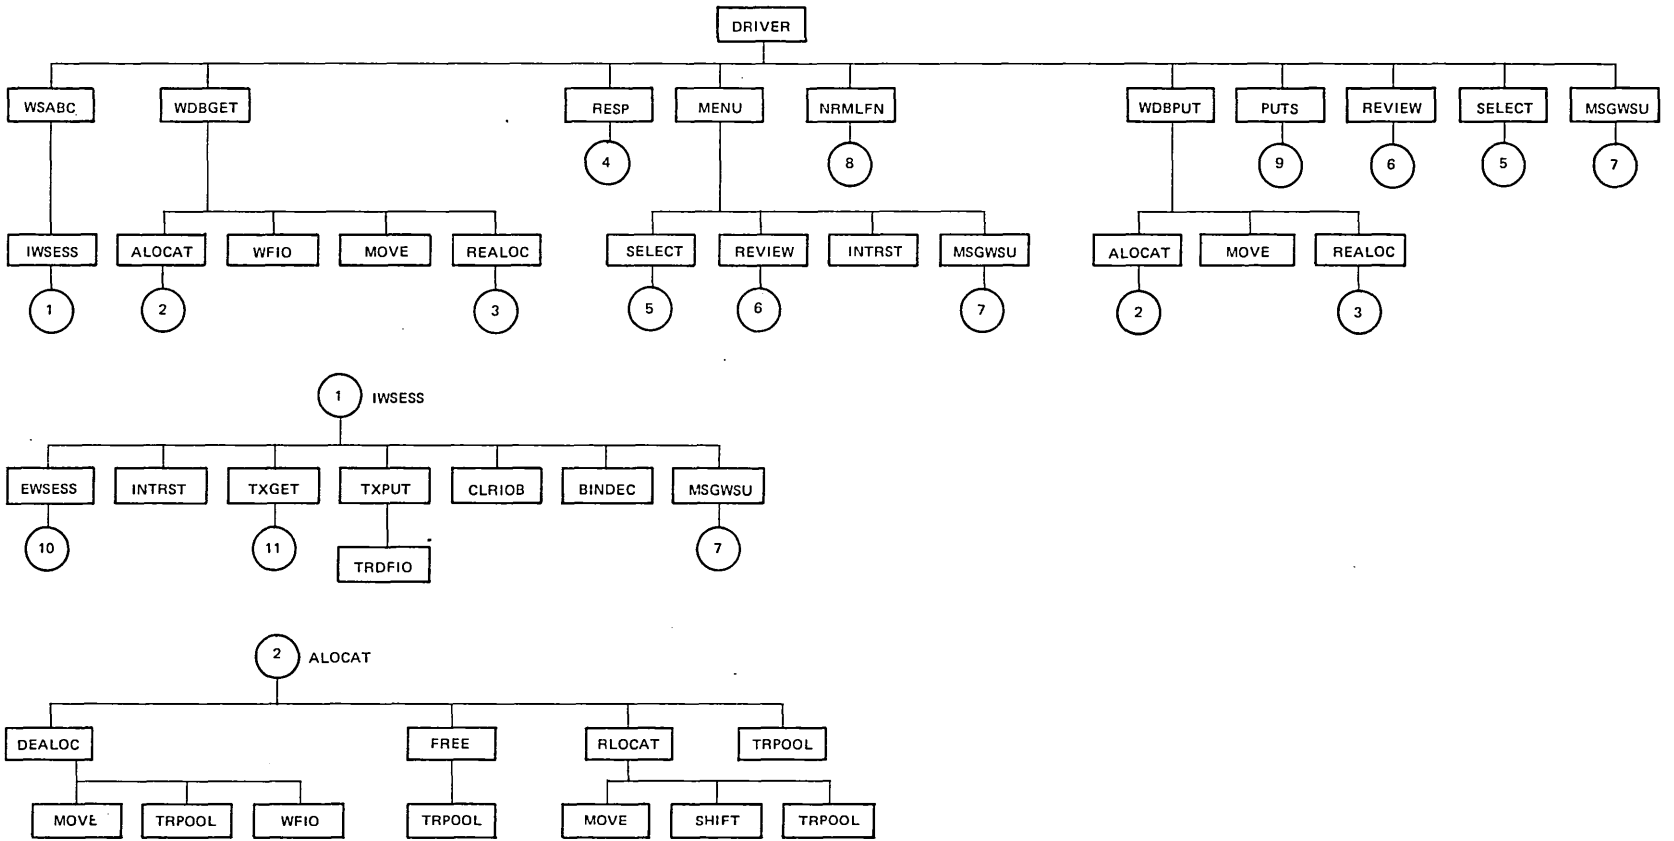 DRIVER
WSABC WDBGET RESP MENU NRMLFN WDBPUT PUTS REVIEW SELECT MSGWSU
4 8 9 6 5 7
IWSESS ALOCAT WFIO MOVE REALOC SELECT REVIEW INTRST MSGWSU ALOCAT MOVE REALOC
1 2 3 5 6 7 2 3
1 IWSESS
EWSESS INTRST TXGET TXPUT CLRIOB BINDEC MSGWSU
10 11 7
TRDFIO
2 ALOCAT
DEALOC FREE RLOCAT TRPOOL
MOVE TRPOOL WFIO TRPOOL MOVE SHIFT TRPOOL